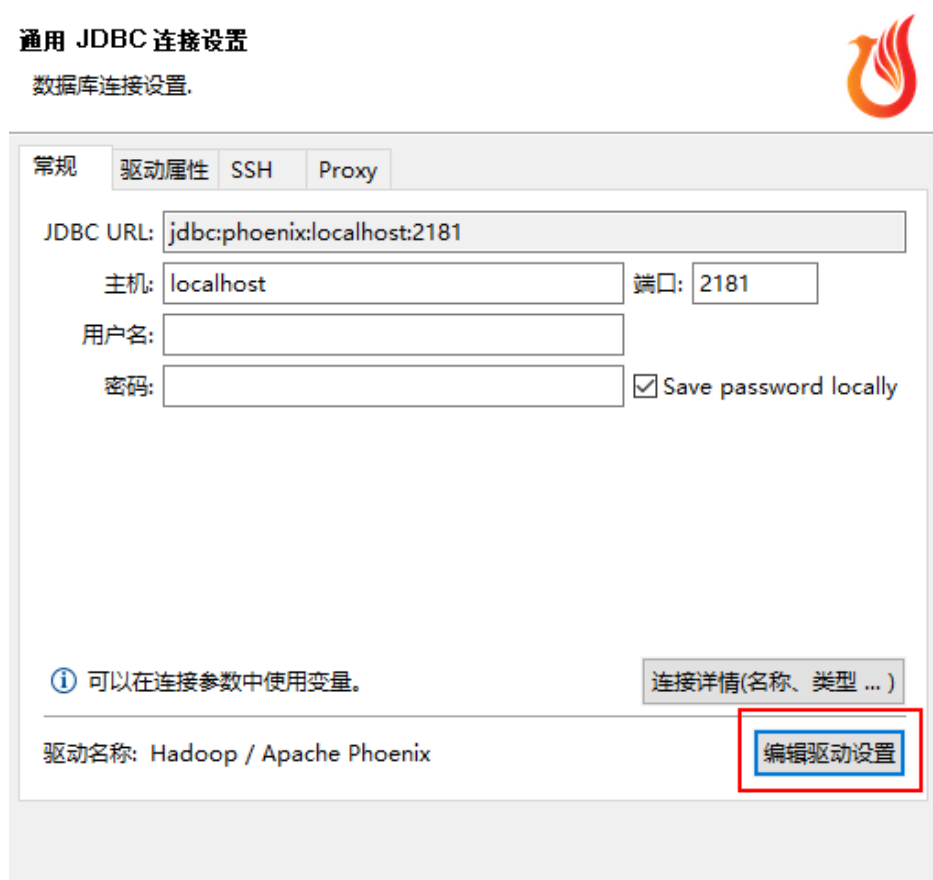 通用 JDBC 连接设置
数据库连接设置.
常规 驱动属性 SSH Proxy
JDBC URL: jdbc:phoenix:localhost:2181
主机: localhost 端口: 2181
用户名:
密码: Save password locally
可以在连接参数中使用变量。 连接详情(名称、类型 ... )
驱动名称: Hadoop / Apache Phoenix 编辑驱动设置